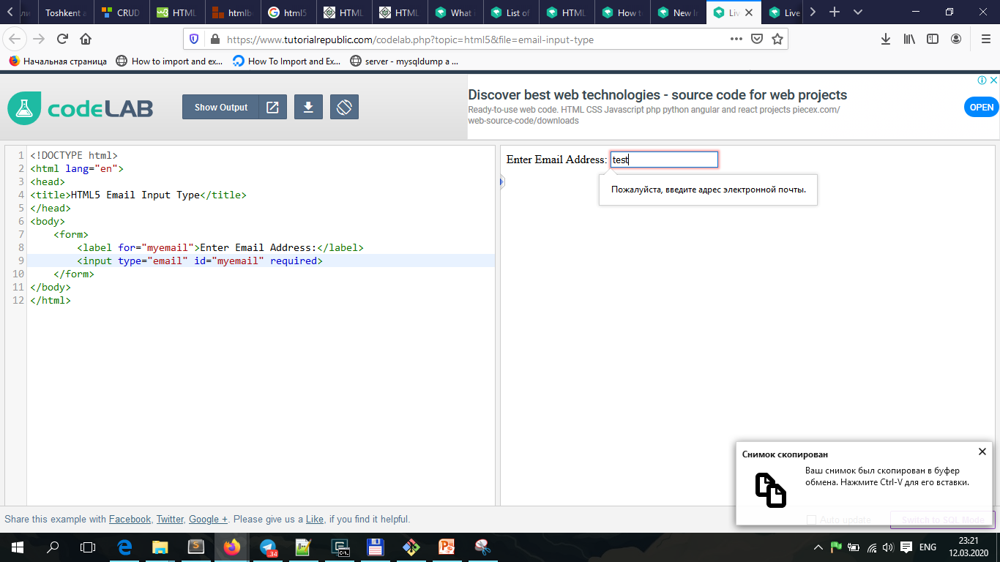 Toshkent a
CRUD
HTML
htmlb
html5
HTML
HTML
What i
List of
HTML
How t
New In
Liv
Live
https://www.tutorialrepublic.com/codelab.php?topic=html5&file=email-input-type
Начальная страница
How to import and ex...
How To Import and Ex...
server - mysqldump a ...
codeLAB
Show Output
Discover best web technologies - source code for web projects
Ready-to-use web code. HTML CSS Javascript php python angular and react projects piecex.com/
web-source-code/downloads
OPEN
1 <!DOCTYPE html>
2 <html lang="en">
3 <head>
4 <title>HTML5 Email Input Type</title>
5 </head>
6 <body>
7 <form>
8 <label for="myemail">Enter Email Address:</label>
9 <input type="email" id="myemail" required>
10 </form>
11 </body>
12 </html>
Enter Email Address: test
Пожалуйста, введите адрес электронной почты.
Снимок скопирован
Ваш снимок был скопирован в буфер
обмена. Нажмите Ctrl-V для его вставки.
Share this example with Facebook, Twitter, Google +. Please give us a Like, if you find it helpful.
Auto update
Switch to SQL Mode
.34
ENG
23:21
12.03.2020